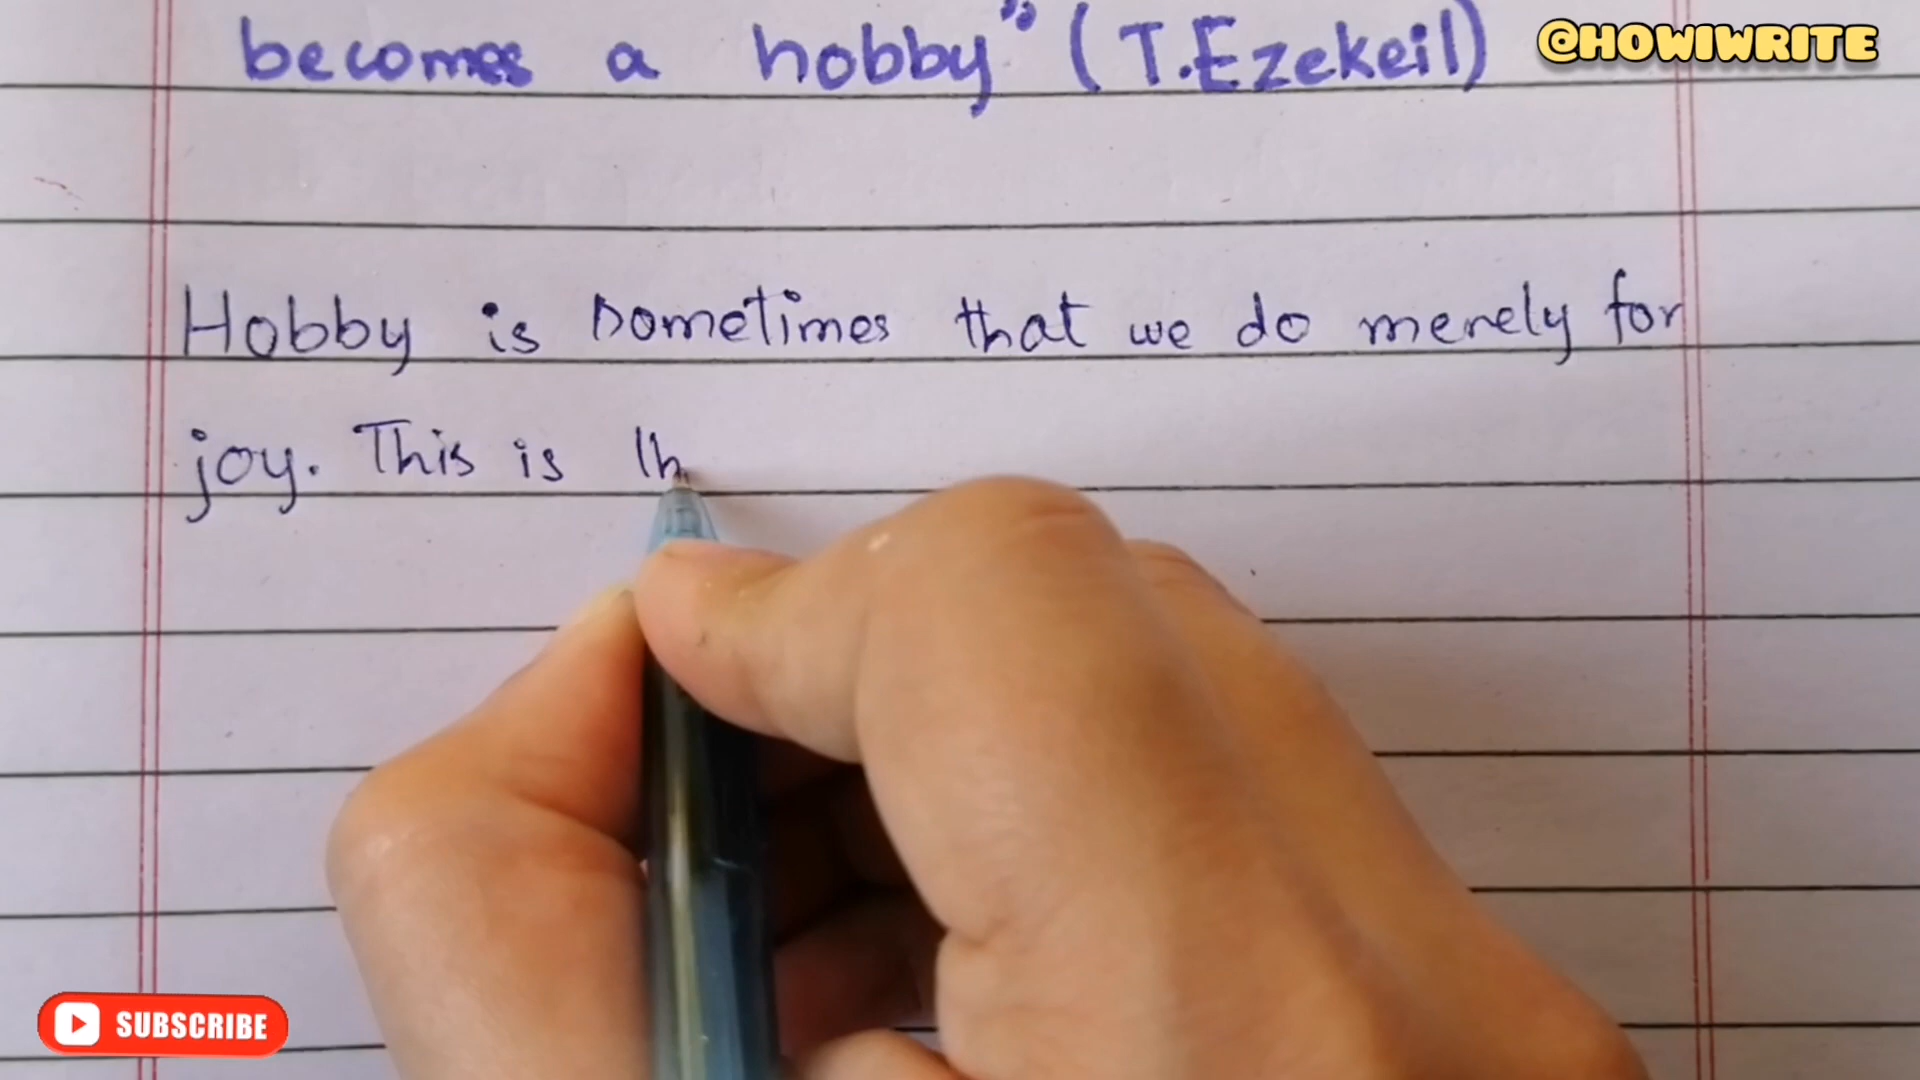 becomes a hobby” (T.Ezekeil)
@HOWIWRITE
Hobby is sometimes that we do merely for
joy. This is th
SUBSCRIBE